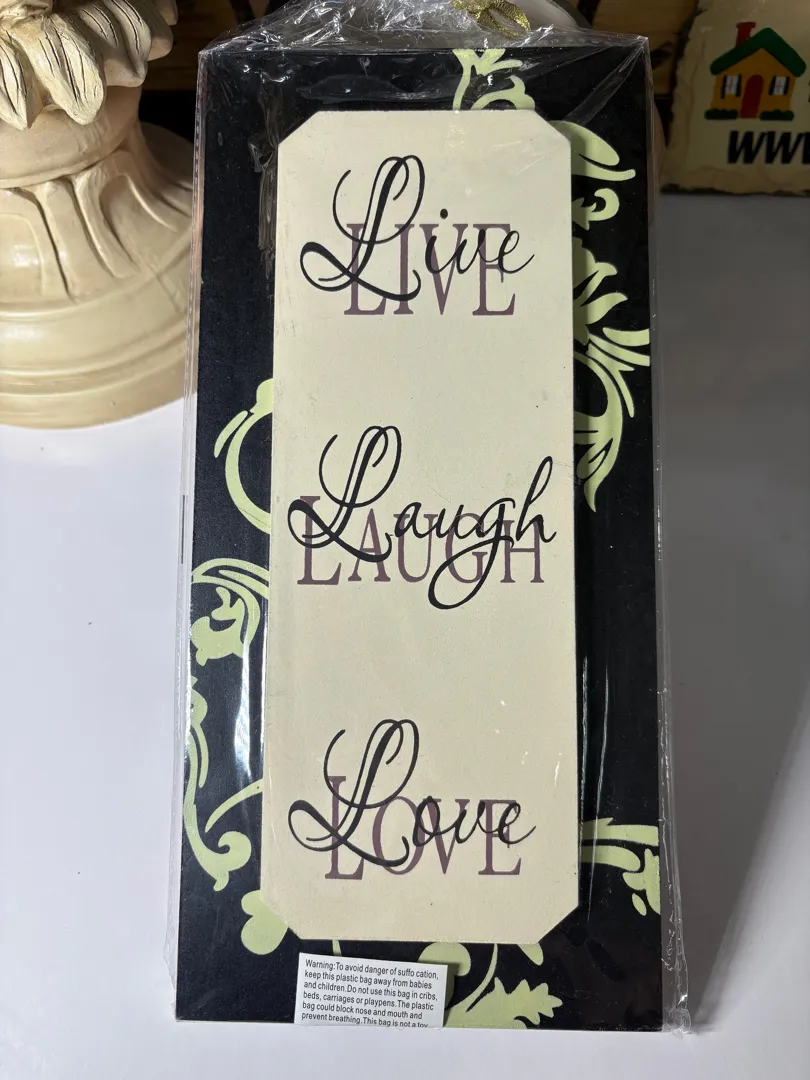 WW
Live
LIVE
Laugh
LAUGH
Love
LOVE
Warning:To avoid danger of suffo cation,
keep this plastic bag away from babies
and children.Do not use this bag in cribs,
beds, carriages or playpens.The plastic
bag could block nose and mouth and
prevent breathing.This bag is not a toy